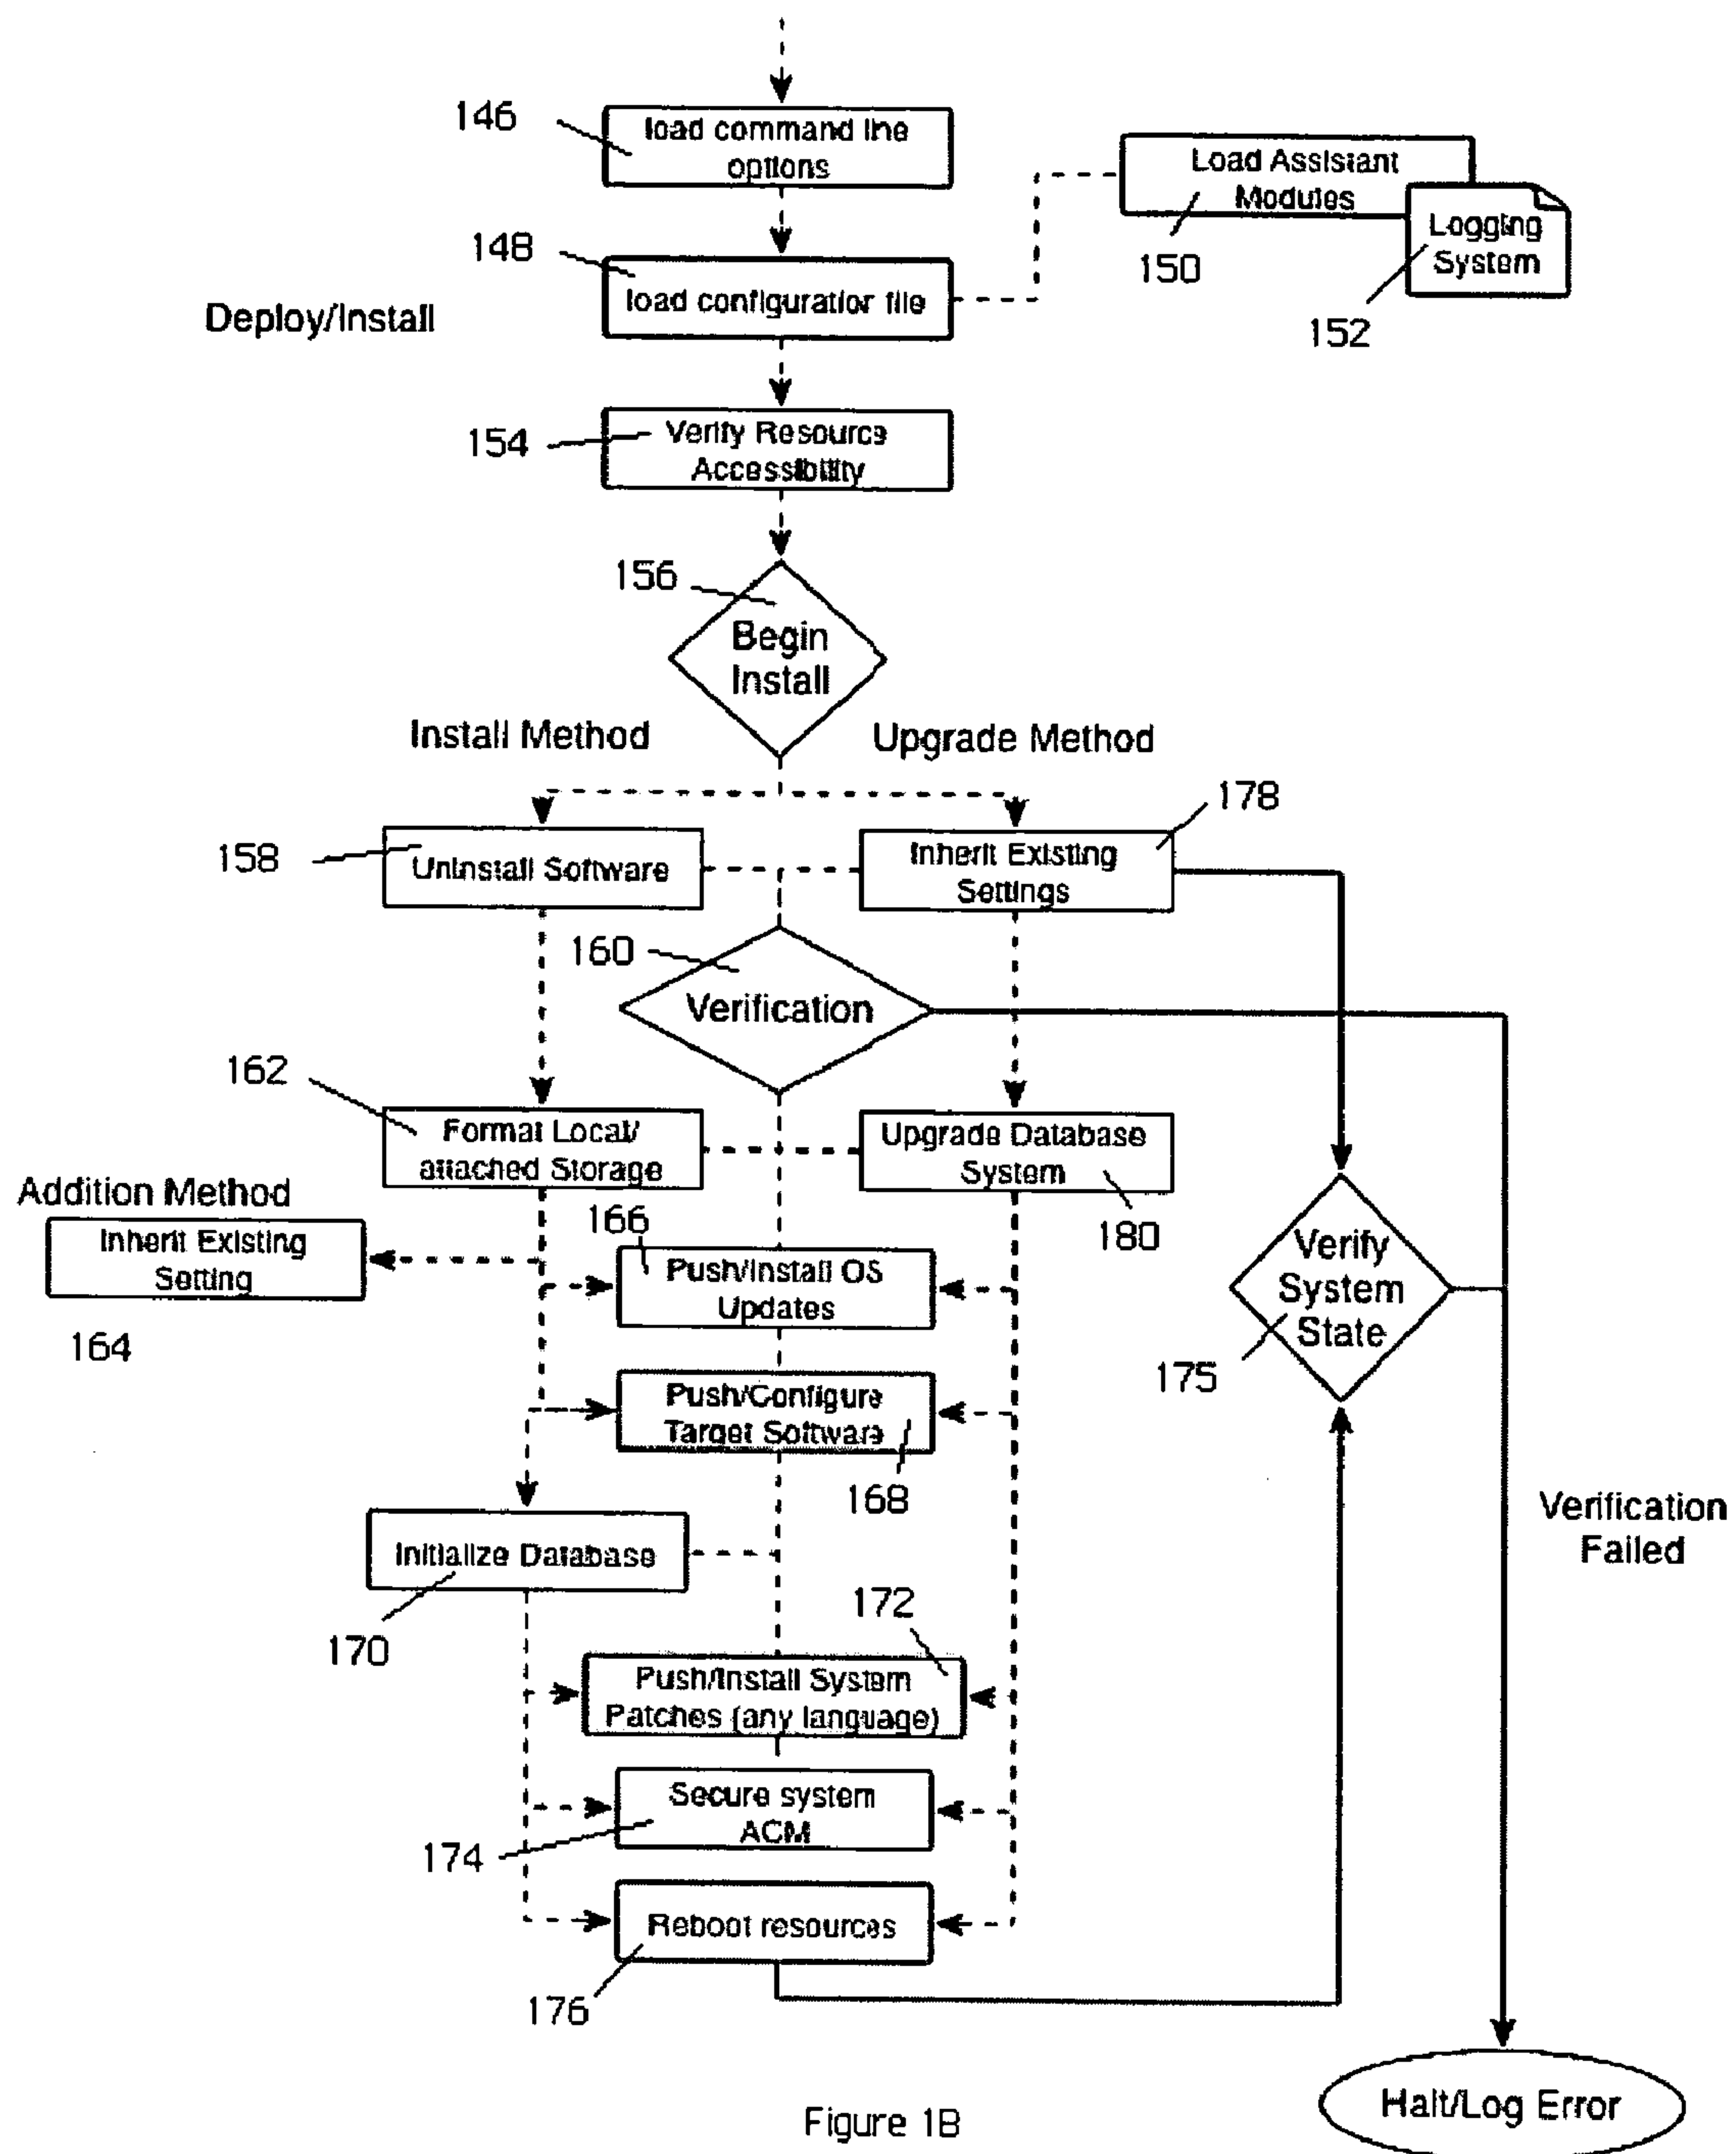 146
load command line
options
Load Assistant
Modules
Logging
System
148
150
load configuration file
Deploy/Install
152
154
Verify Resource
Accessibility
156
Begin
Install
Install Method
Upgrade Method
178
158
Uninstall Software
Inherit Existing
Settings
160
Verification
162
Format Local/
attached Storage
Upgrade Database
System
Addition Method
166
180
Inherit Existing
Setting
Push/Install OS
Updates
Verify
System
State
164
175
Push/Configure
Target Software
168
Verification
Failed
Initialize Database
170
172
Push/Install System
Patches (any language)
Secure system
ACM
174
Reboot resources
176
Halt/Log Error
Figure 1B